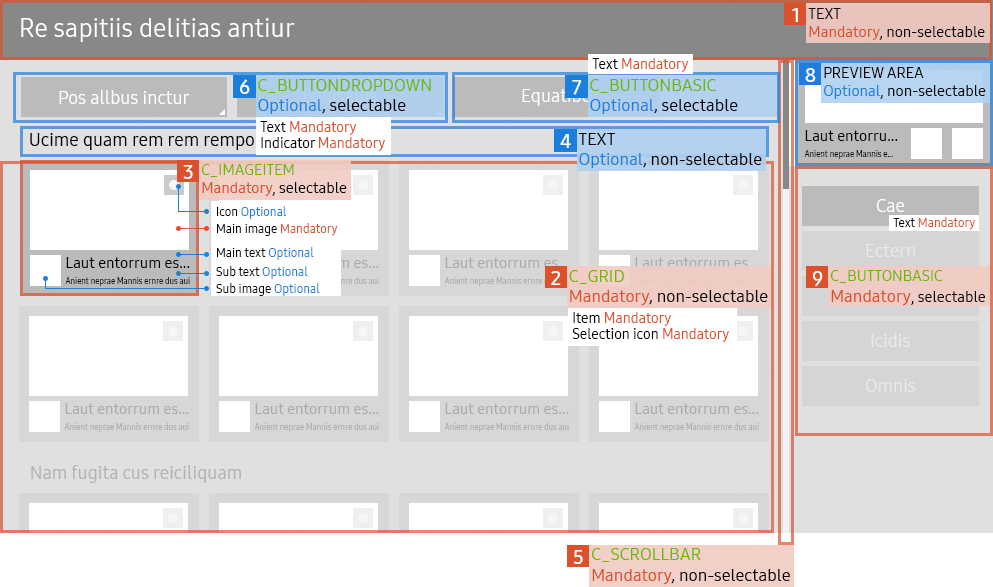 Re sapitiis delitias antiur
1 TEXT
Mandatory, non-selectable
Pos allbus inctur
6 C_BUTTONDROPDOWN
Optional, selectable
Text Mandatory
Indicator Mandatory
Text Mandatory
7 C_BUTTONBASIC
Optional, selectable
8 PREVIEW AREA
Optional, non-selectable
Laut entorru...
Anient neprae Mannis e...
Ucime quam rem rem rempo
4 TEXT
Optional, non-selectable
3 C_IMAGEITEM
Mandatory, selectable
Icon Optional
Main image Mandatory
Main text Optional
Sub text Optional
Sub image Optional
Laut entorrum es...
Anient neprae Mannis ernre dus aui
Laut entorrum es...
Anient neprae Mannis ernre dus aui
Laut entorrum es...
2 C_GRID
Mandatory, non-selectable
Item Mandatory
Selection icon Mandatory
Cae
Text Mandatory
Ectern
9 C_BUTTONBASIC
Mandatory, selectable
Icidis
Omnis
Laut entorrum es...
Anient neprae Mannis ernre dus aui
Laut entorrum es...
Anient neprae Mannis ernre dus aui
Laut entorrum es...
Anient neprae Mannis ernre dus aui
Laut entorrum es...
Anient neprae Mannis ernre dus aui
Nam fugita cus reiciliquam
5 C_SCROLLBAR
Mandatory, non-selectable